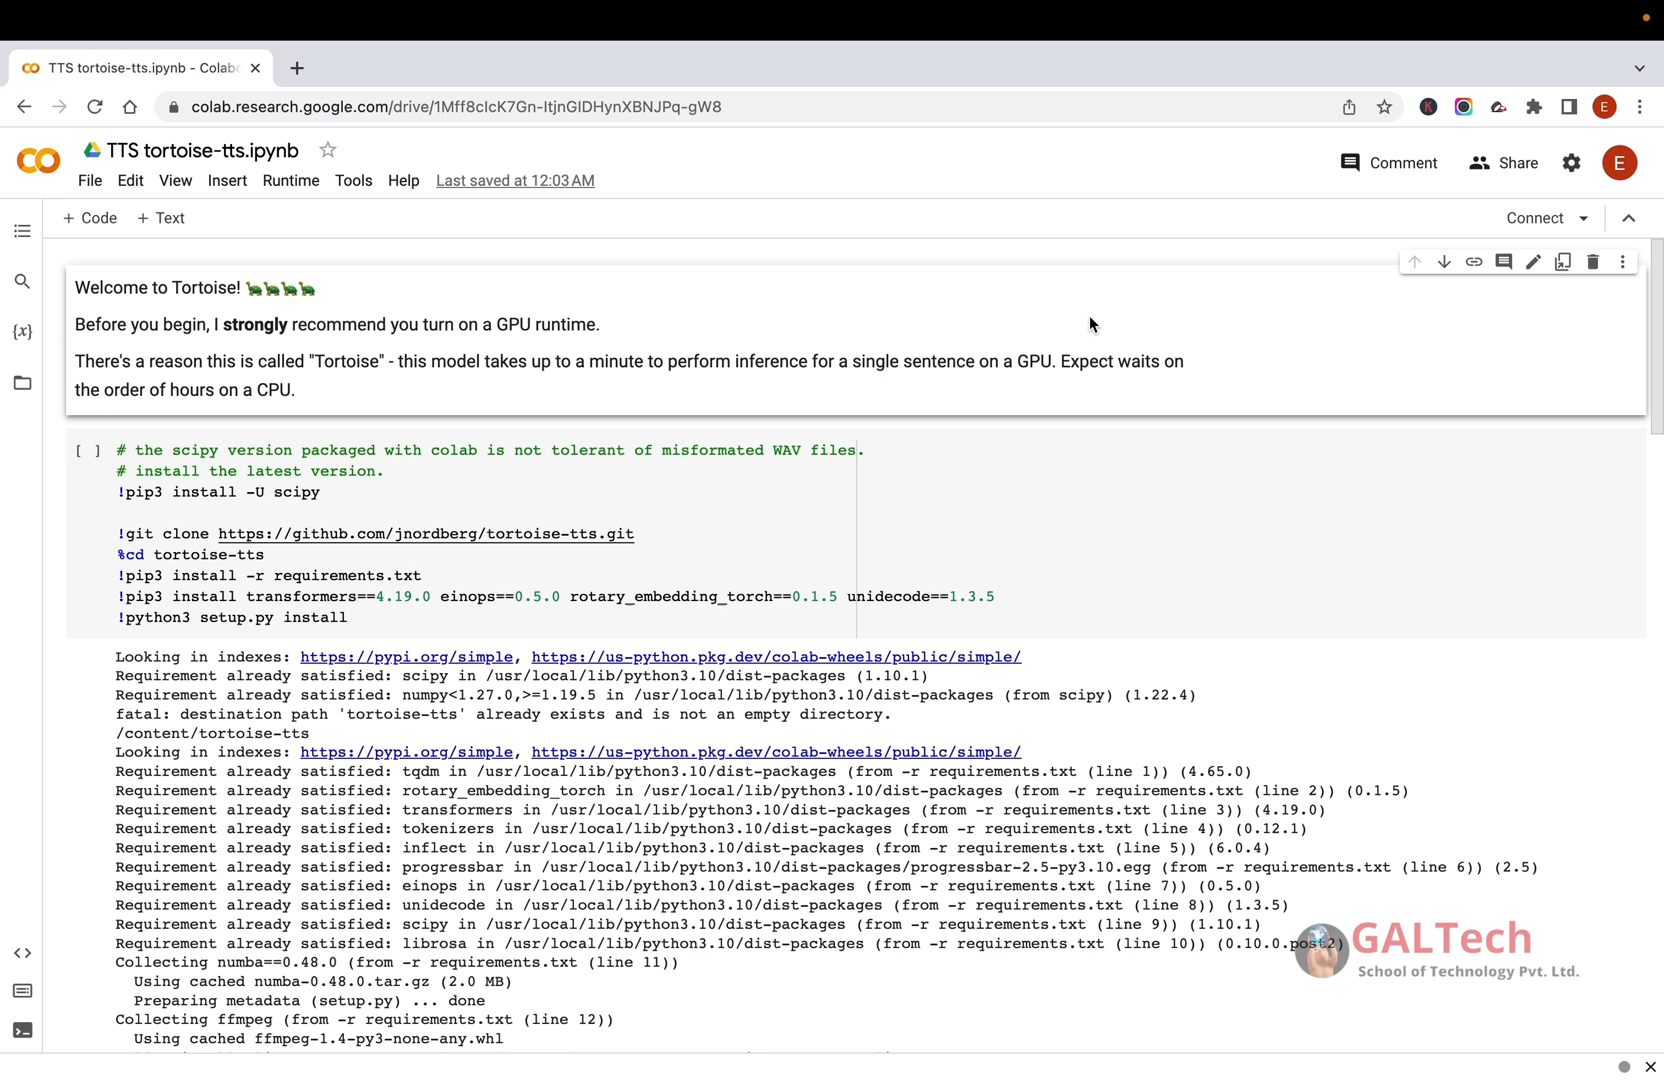 TTS tortoise-tts.ipynb - Colab
colab.research.google.com/drive/1Mff8clcK7Gn-ItjnGIDHynXBNJPq-gW8
E
TTS tortoise-tts.ipynb
Comment
Share
E
File Edit View Insert Runtime Tools Help Last saved at 12:03 AM
+ Code + Text
Connect
Welcome to Tortoise! 🐢🐢🐢🐢
Before you begin, I strongly recommend you turn on a GPU runtime.
There's a reason this is called "Tortoise" - this model takes up to a minute to perform inference for a single sentence on a GPU. Expect waits on
the order of hours on a CPU.
[ ] # the scipy version packaged with colab is not tolerant of misformated WAV files.
# install the latest version.
!pip3 install -U scipy
!git clone https://github.com/jnordberg/tortoise-tts.git
%cd tortoise-tts
!pip3 install -r requirements.txt
!pip3 install transformers==4.19.0 einops==0.5.0 rotary_embedding_torch==0.1.5 unidecode==1.3.5
!python3 setup.py install
Looking in indexes: https://pypi.org/simple, https://us-python.pkg.dev/colab-wheels/public/simple/
Requirement already satisfied: scipy in /usr/local/lib/python3.10/dist-packages (1.10.1)
Requirement already satisfied: numpy<1.27.0,>=1.19.5 in /usr/local/lib/python3.10/dist-packages (from scipy) (1.22.4)
fatal: destination path 'tortoise-tts' already exists and is not an empty directory.
/content/tortoise-tts
Looking in indexes: https://pypi.org/simple, https://us-python.pkg.dev/colab-wheels/public/simple/
Requirement already satisfied: tqdm in /usr/local/lib/python3.10/dist-packages (from -r requirements.txt (line 1)) (4.65.0)
Requirement already satisfied: rotary_embedding_torch in /usr/local/lib/python3.10/dist-packages (from -r requirements.txt (line 2)) (0.1.5)
Requirement already satisfied: transformers in /usr/local/lib/python3.10/dist-packages (from -r requirements.txt (line 3)) (4.19.0)
Requirement already satisfied: tokenizers in /usr/local/lib/python3.10/dist-packages (from -r requirements.txt (line 4)) (0.12.1)
Requirement already satisfied: inflect in /usr/local/lib/python3.10/dist-packages (from -r requirements.txt (line 5)) (6.0.4)
Requirement already satisfied: progressbar in /usr/local/lib/python3.10/dist-packages/progressbar-2.5-py3.10.egg (from -r requirements.txt (line 6)) (2.5)
Requirement already satisfied: einops in /usr/local/lib/python3.10/dist-packages (from -r requirements.txt (line 7)) (0.5.0)
Requirement already satisfied: unidecode in /usr/local/lib/python3.10/dist-packages (from -r requirements.txt (line 8)) (1.3.5)
Requirement already satisfied: scipy in /usr/local/lib/python3.10/dist-packages (from -r requirements.txt (line 9)) (1.10.1)
Requirement already satisfied: librosa in /usr/local/lib/python3.10/dist-packages (from -r requirements.txt (line 10)) (0.10.0.post2)
Collecting numba==0.48.0 (from -r requirements.txt (line 11))
Using cached numba-0.48.0.tar.gz (2.0 MB)
Preparing metadata (setup.py) ... done
Collecting ffmpeg (from -r requirements.txt (line 12))
Using cached ffmpeg-1.4-py3-none-any.whl
GALTech
School of Technology Pvt. Ltd.